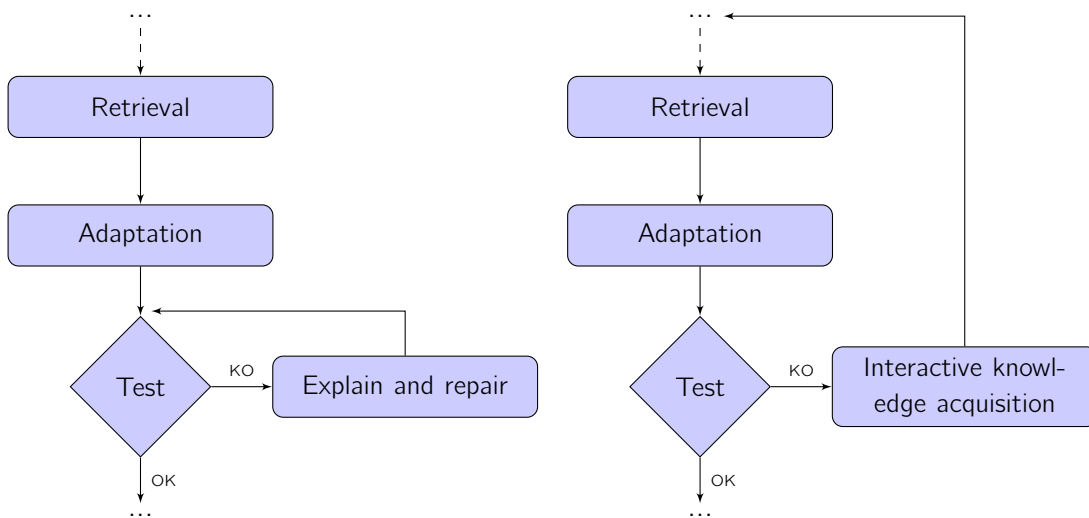 ...
Retrieval
Adaptation
Test
KO
Explain and repair
OK
...
...
Retrieval
Adaptation
Test
KO
Interactive knowl-
edge acquisition
OK
...